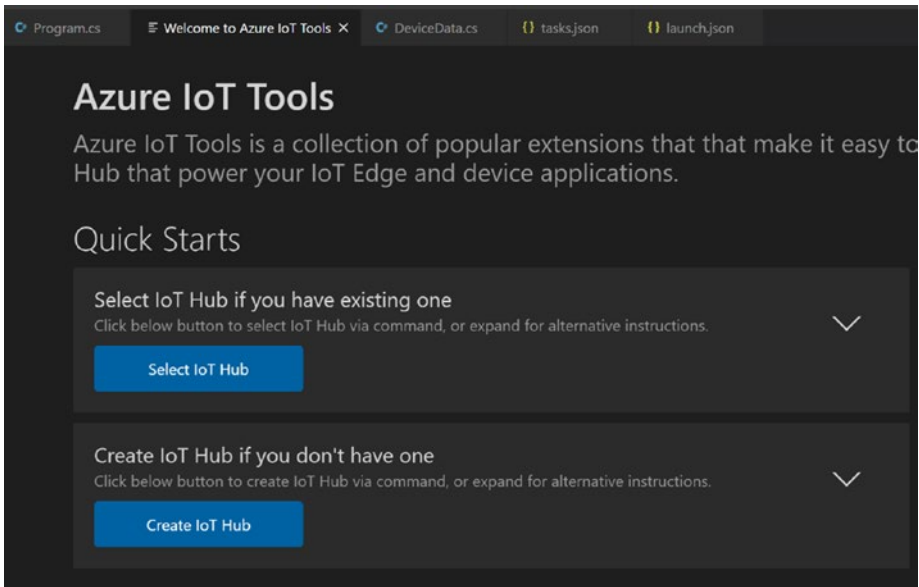 Program.cs
Welcome to Azure IoT Tools
DeviceData.cs
{} tasks.json
{} launch.json
Azure IoT Tools
Azure IoT Tools is a collection of popular extensions that that make it easy to
Hub that power your IoT Edge and device applications.
Quick Starts
Select IoT Hub if you have existing one
Click below button to select IoT Hub via command, or expand for alternative instructions.
Select IoT Hub
Create IoT Hub if you don't have one
Click below button to create IoT Hub via command, or expand for alternative instructions.
Create IoT Hub